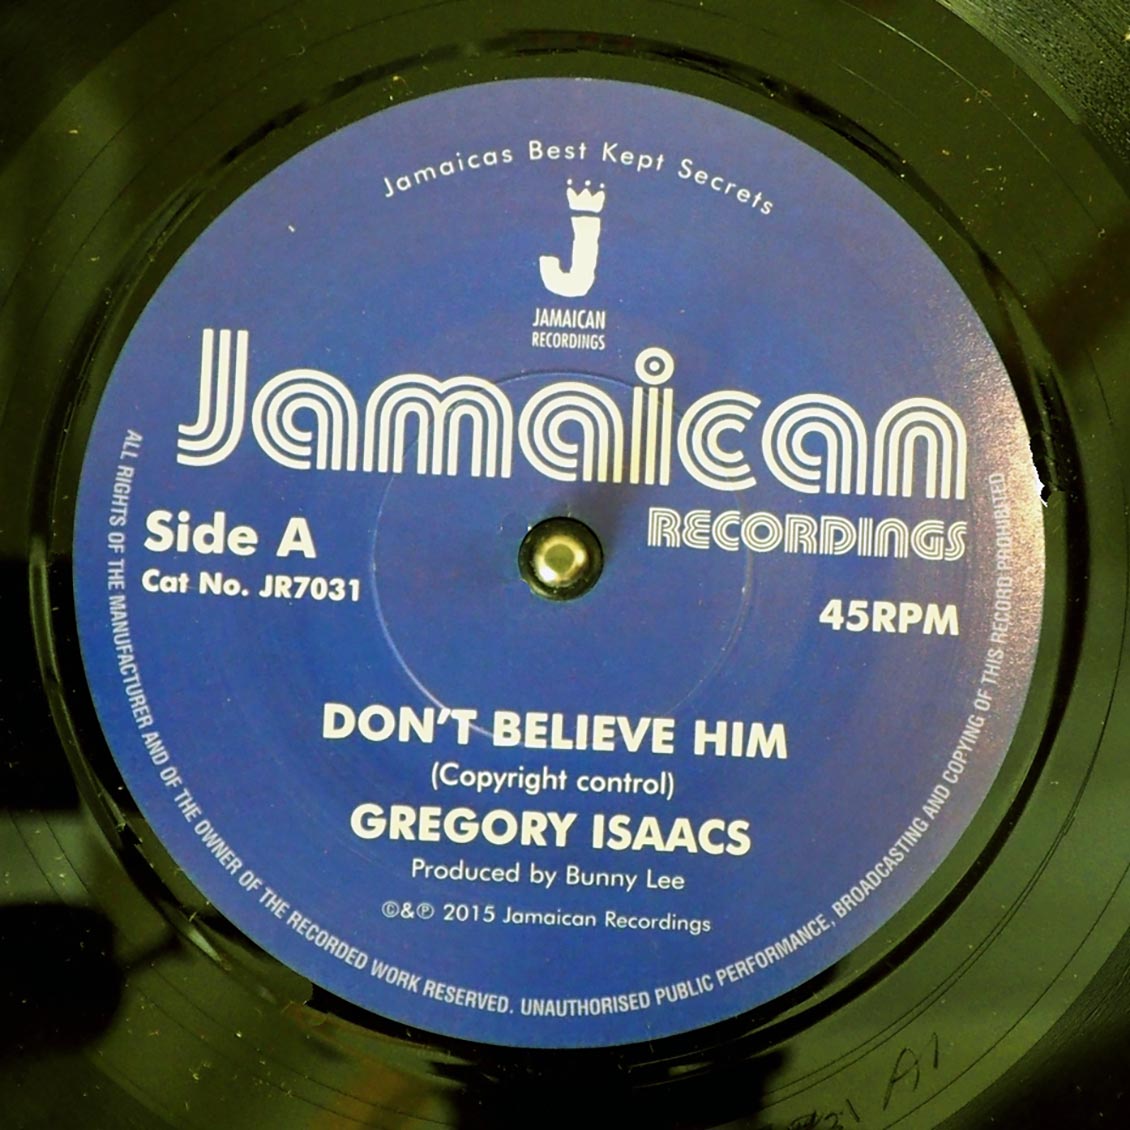 Jamaicas Best Kept Secrets
J
JAMAICAN
RECORDINGS
Jamaican
RECORDINGS
Side A
Cat No. JR7031
45RPM
DON'T BELIEVE HIM
(Copyright control)
GREGORY ISAACS
Produced by Bunny Lee
©&℗ 2015 Jamaican Recordings
ALL RIGHTS OF THE MANUFACTURER AND OF THE OWNER OF THE RECORDED WORK RESERVED. UNAUTHORISED PUBLIC PERFORMANCE, BROADCASTING AND COPYING OF THIS RECORD PROHIBITED
A1